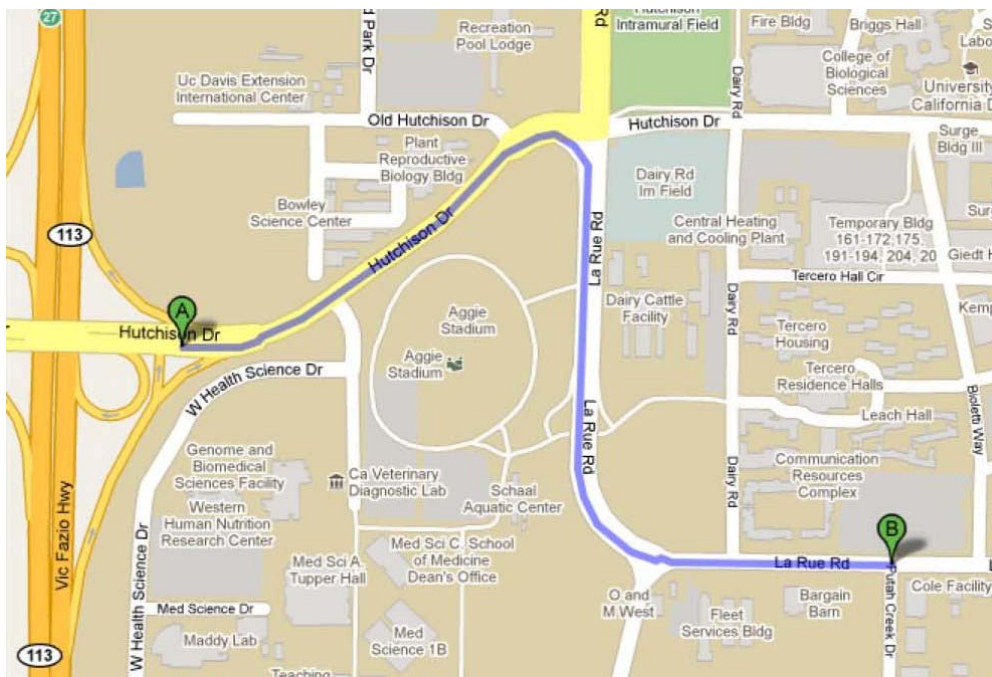 27
d Park Dr
Recreation
Pool Lodge
Rd
Hutchison
Intramural Field
Fire Bldg
Briggs Hall
Uc Davis Extension
International Center
Dairy Rd
College of
Biological
Sciences
University
California D
Old Hutchison Dr
Hutchison Dr
Surge
Bldg III
Plant
Reproductive
Biology Bldg
Dairy Rd
Im Field
Bowley
Science Center
113
Hutchison Dr
La Rue Rd
Central Heating
and Cooling Plant
Temporary Bldg
161-172,175,
191-194, 204, 20
Giedt H
Tercero Hall Cir
A
Hutchison Dr
Aggie
Stadium
Dairy Cattle
Facility
Dairy Rd
Kemp
Tercero
Housing
Aggie
Stadium
Tercero
Residence Halls
W Health Science Dr
Leach Hall
Bioletti Way
La Rue Rd
Genome and
Biomedical
Sciences Facility
Ca Veterinary
Diagnostic Lab
Communication
Resources
Complex
Dairy Rd
Schaal
Aquatic Center
Western
Human Nutrition
Research Center
Vic Fazio Hwy
W Health Science Dr
B
Med Sci A
Tupper Hall
Med Sci C. School
of Medicine
Dean's Office
La Rue Rd
Putah Creek Dr
Cole Facility
O and
M West
Bargain
Barn
Med Science Dr
Fleet
Services Bldg
Maddy Lab
Med
Science 1B
113
Teaching